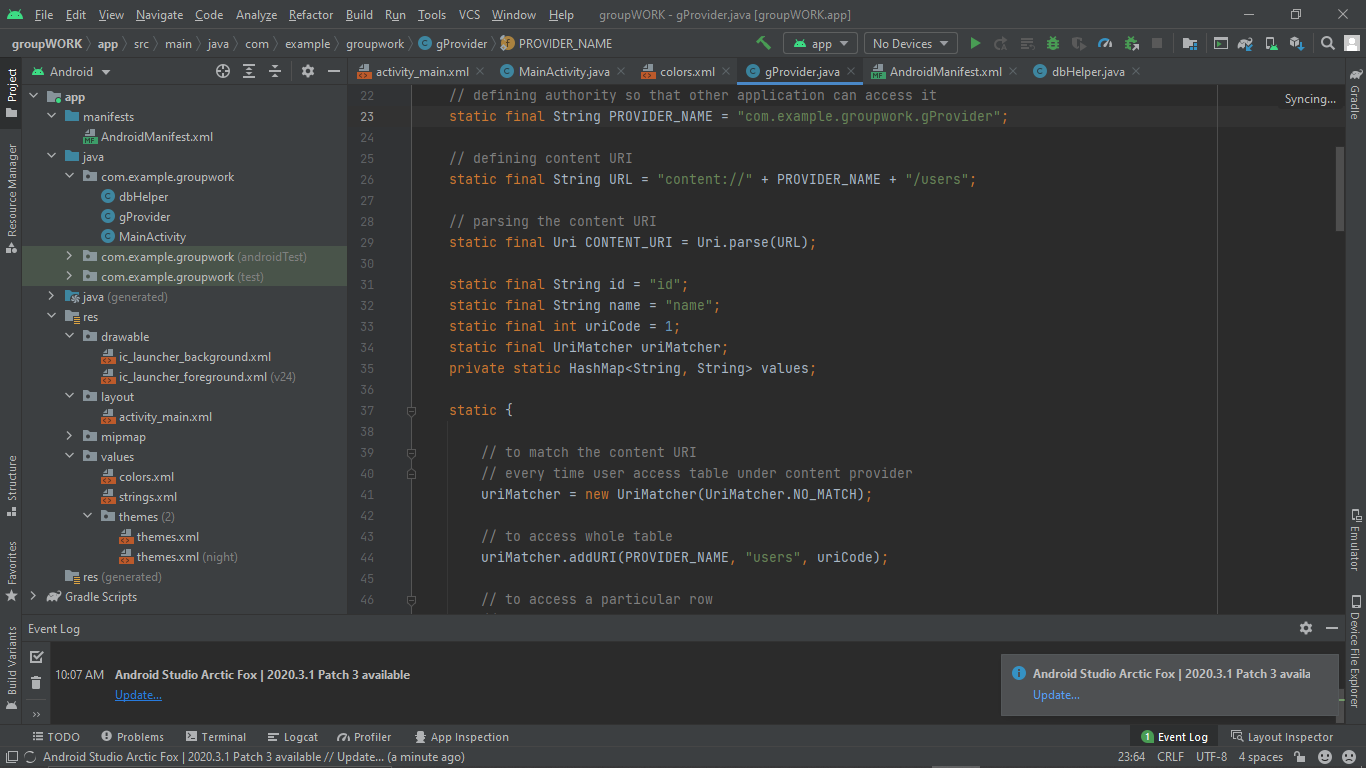 File Edit View Navigate Code Analyze Refactor Build Run Tools VCS Window Help groupWORK - gProvider.java [groupWORK.app]
groupWORK app src main java com example groupwork gProvider PROVIDER_NAME app No Devices
Android
activity_main.xml MainActivity.java colors.xml gProvider.java AndroidManifest.xml dbHelper.java
Project
Resource Manager
Structure
Favorites
Build Variants
app
manifests
AndroidManifest.xml
java
com.example.groupwork
dbHelper
gProvider
MainActivity
com.example.groupwork (androidTest)
com.example.groupwork (test)
java (generated)
res
drawable
ic_launcher_background.xml
ic_launcher_foreground.xml (v24)
layout
activity_main.xml
mipmap
values
colors.xml
strings.xml
themes (2)
themes.xml
themes.xml (night)
res (generated)
Gradle Scripts
22 // defining authority so that other application can access it
23 static final String PROVIDER_NAME = "com.example.groupwork.gProvider";
24
25 // defining content URI
26 static final String URL = "content://" + PROVIDER_NAME + "/users";
27
28 // parsing the content URI
29 static final Uri CONTENT_URI = Uri.parse(URL);
30
31 static final String id = "id";
32 static final String name = "name";
33 static final int uriCode = 1;
34 static final UriMatcher uriMatcher;
35 private static HashMap<String, String> values;
36
37 static {
38
39 // to match the content URI
40 // every time user access table under content provider
41 uriMatcher = new UriMatcher(UriMatcher.NO_MATCH);
42
43 // to access whole table
44 uriMatcher.addURI(PROVIDER_NAME, "users", uriCode);
45
46 // to access a particular row
Syncing...
Gradle
Emulator
Device File Explorer
Event Log
10:07 AM Android Studio Arctic Fox | 2020.3.1 Patch 3 available
Update...
Android Studio Arctic Fox | 2020.3.1 Patch 3 availa
Update...
TODO Problems Terminal Logcat Profiler App Inspection 1 Event Log Layout Inspector
Android Studio Arctic Fox | 2020.3.1 Patch 3 available // Update... (a minute ago) 23:64 CRLF UTF-8 4 spaces